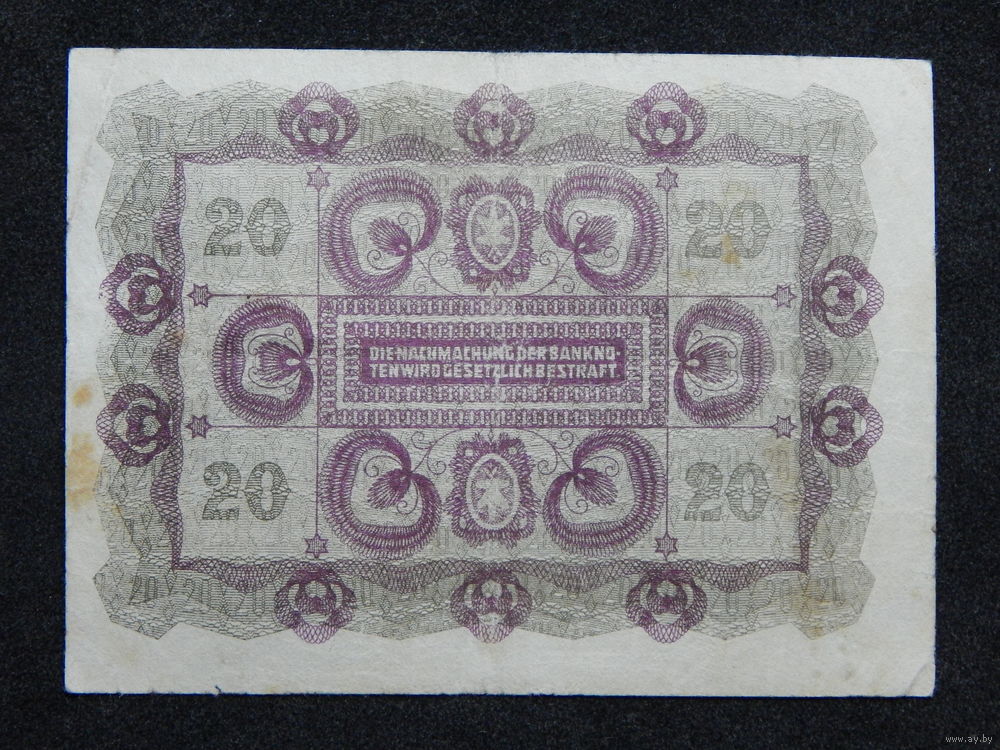 20 20
DIE NACHMACHUNG DER BANKNO-
TEN WIRD GESETZLICH BESTRAFT.
20 20
www.ay.by